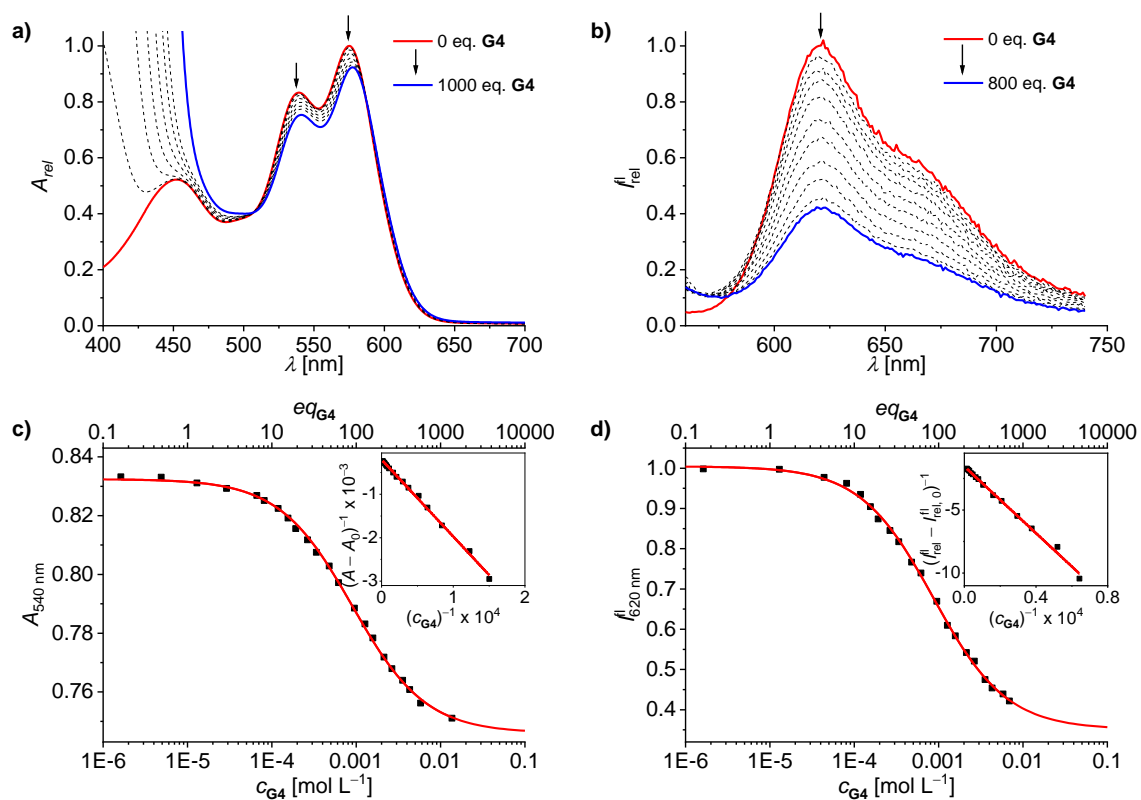 a)
0 eq. G4
1000 eq. G4
1.0
0.8
0.6
0.4
0.2
0.0
A_rel
400 450 500 550 600 650 700
λ [nm]
b)
0 eq. G4
800 eq. G4
1.0
0.8
0.6
0.4
0.2
0.0
I^fl_rel
600 650 700 750
λ [nm]
c)
eq_G4
0.1 1 10 100 1000 10000
0.84
0.82
0.80
0.78
0.76
A_540 nm
1E-6 1E-5 1E-4 0.001 0.01 0.1
c_G4 [mol L⁻¹]
(A − A₀)⁻¹ x 10⁻³
-1
-2
-3
0 1 2
(c_G4)⁻¹ x 10⁴
d)
eq_G4
0.1 1 10 100 1000 10000
1.0
0.9
0.8
0.7
0.6
0.5
0.4
I^fl_620 nm
1E-6 1E-5 1E-4 0.001 0.01 0.1
c_G4 [mol L⁻¹]
(I^fl_rel − I^fl_rel, 0)⁻¹
-5
-10
0.0 0.4 0.8
(c_G4)⁻¹ x 10⁴